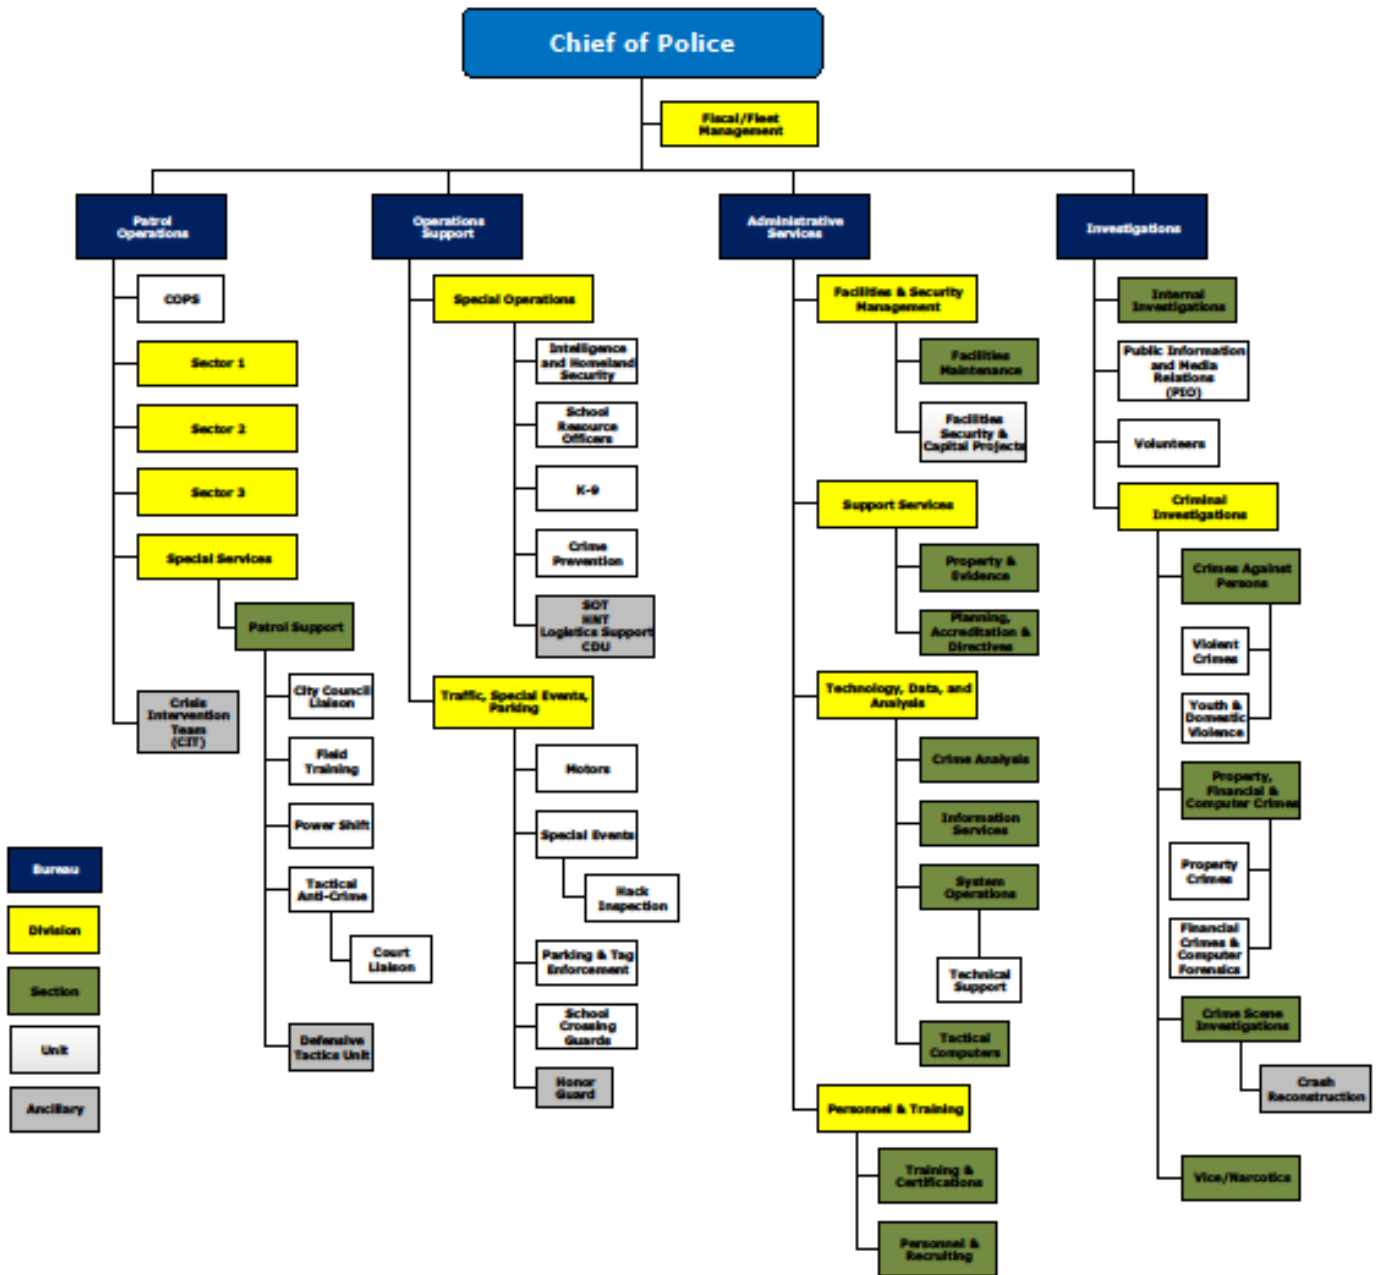 Chief of Police
Fiscal/Fleet
Management
Patrol
Operations
COPS
Sector 1
Sector 2
Sector 3
Special Services
Patrol Support
City Council
Liaison
Field
Training
Power Shift
Tactical
Anti-Crime
Court
Liaison
Defensive
Tactics Unit
Crisis
Intervention
Team
(CIT)
Operations
Support
Special Operations
Intelligence
and Homeland
Security
School
Resource
Officers
K-9
Crime
Prevention
SOT
HNT
Logistics Support
CDU
Traffic, Special Events,
Parking
Motors
Special Events
Hack
Inspection
Parking & Tag
Enforcement
School
Crossing
Guards
Honor
Guard
Administrative
Services
Facilities & Security
Management
Facilities
Maintenance
Facilities
Security &
Capital Projects
Support Services
Property &
Evidence
Planning,
Accreditation &
Directives
Technology, Data, and
Analysis
Crime Analysis
Information
Services
System
Operations
Technical
Support
Tactical
Computers
Personnel & Training
Training &
Certifications
Personnel &
Recruiting
Investigations
Internal
Investigations
Public Information
and Media
Relations
(PIO)
Volunteers
Criminal
Investigations
Crimes Against
Persons
Violent
Crimes
Youth &
Domestic
Violence
Property,
Financial &
Computer Crimes
Property
Crimes
Financial
Crimes &
Computer
Forensics
Crime Scene
Investigations
Crash
Reconstruction
Vice/Narcotics
Bureau
Division
Section
Unit
Ancillary